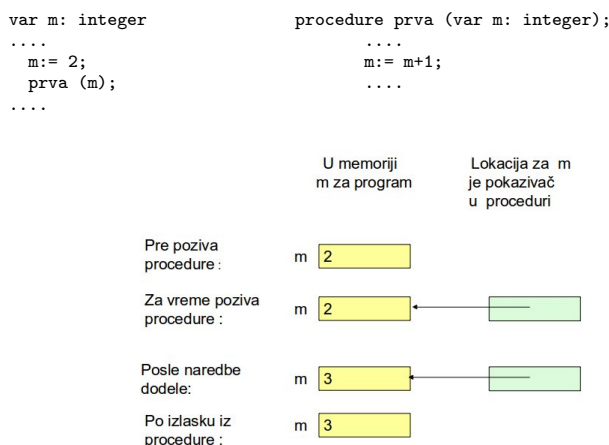 var m: integer
....
m:= 2;
prva (m);
....
procedure prva (var m: integer);
....
m:= m+1;
....
U memoriji
m za program
Lokacija za m
je pokazivač
u proceduri
Pre poziva
procedure :
m 2
Za vreme poziva
procedure :
m 2
Posle naredbe
dodele:
m 3
Po izlasku iz
procedure :
m 3